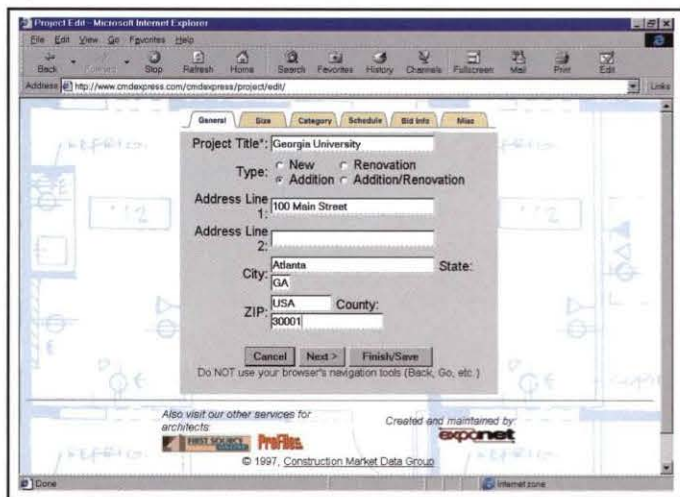 Project Edit - Microsoft Internet Explorer
File Edit View Go Favorites Help
Back Forward Stop Refresh Home Search Favorites History Channels Fullscreen Mail Print Edit
Address http://www.cmdexpress.com/cmdexpress/project/edit/ Links
General Size Category Schedule Bid Info Misc
Project Title*: Georgia University
Type: New Renovation
Addition Addition/Renovation
Address Line 1: 100 Main Street
Address Line 2:
City: Atlanta State:
GA
ZIP: USA County:
30001
Cancel Next > Finish/Save
Do NOT use your browser's navigation tools (Back, Go, etc.)
Also visit our other services for
architects:
Created and maintained by:
FIRST SOURCE ONLINE ProFiles. exponet
© 1997, Construction Market Data Group
Done Internet zone